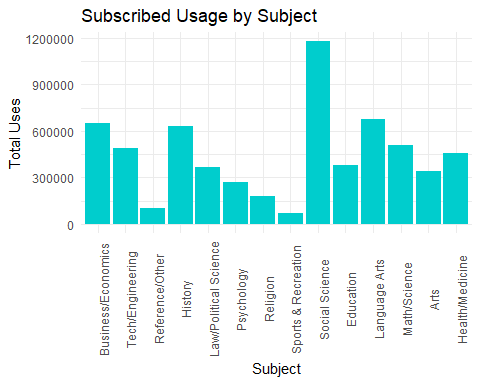 Subscribed Usage by Subject
1200000
900000
600000
300000
0
Total Uses
Business/Economics
Tech/Engineering
Reference/Other
History
Law/Political Science
Psychology
Religion
Sports & Recreation
Social Science
Education
Language Arts
Math/Science
Arts
Health/Medicine
Subject